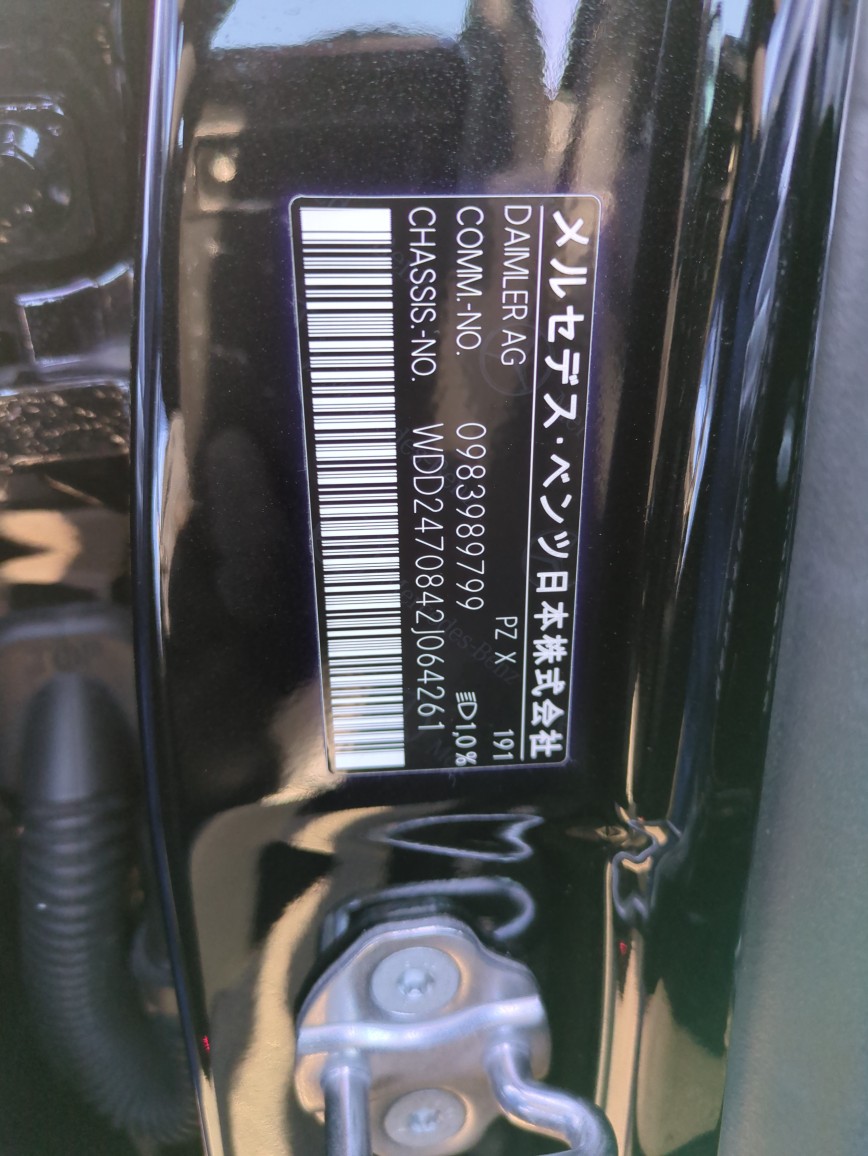 メルセデス・ベンツ日本株式会社
DAIMLER AG PZ X 191
COMM.-NO. 0983989799 1,0%
CHASSIS.-NO. WDD2470842J064261